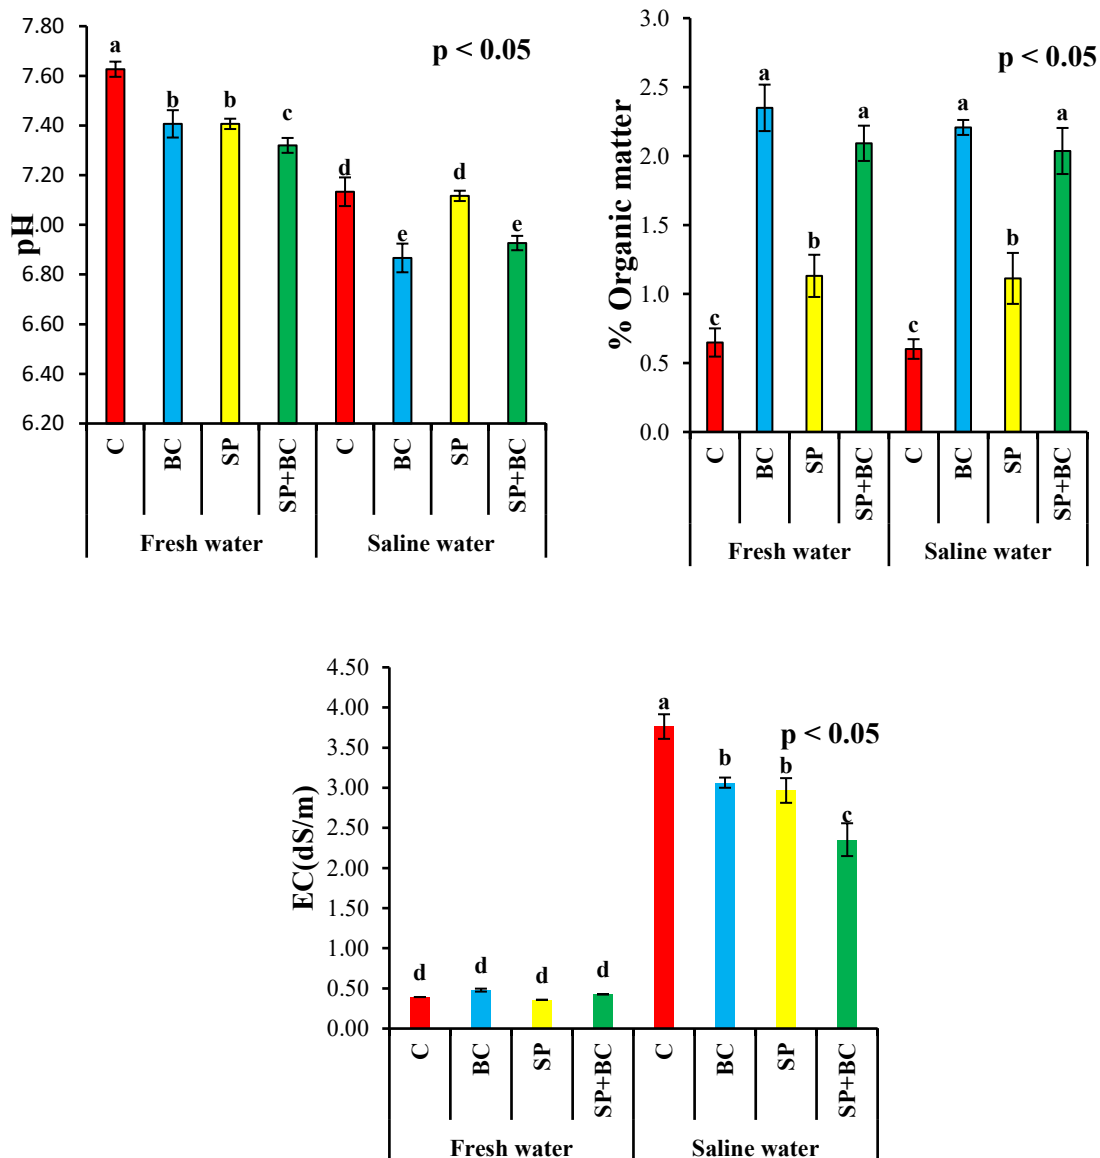 7.80
7.60
7.40
7.20
7.00
6.80
6.60
6.40
6.20
pH
p < 0.05
a
b
b
c
d
e
d
e
C
BC
SP
SP+BC
C
BC
SP
SP+BC
Fresh water
Saline water
3.0
2.5
2.0
1.5
1.0
0.5
0.0
% Organic matter
p < 0.05
c
a
b
a
c
a
b
a
C
BC
SP
SP+BC
C
BC
SP
SP+BC
Fresh water
Saline water
4.50
4.00
3.50
3.00
2.50
2.00
1.50
1.00
0.50
0.00
EC(dS/m)
p < 0.05
d
d
d
d
a
b
b
c
C
BC
SP
SP+BC
C
BC
SP
SP+BC
Fresh water
Saline water